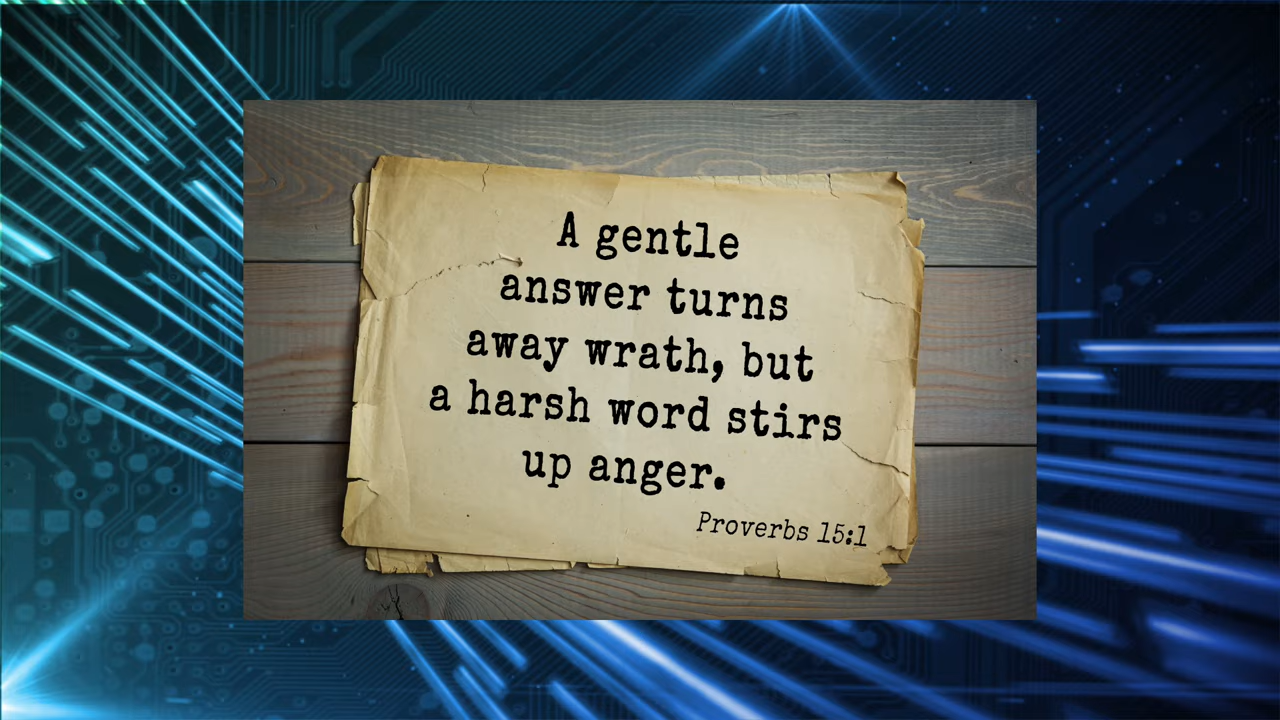 A gentle
answer turns
away wrath, but
a harsh word stirs
up anger.
Proverbs 15:1